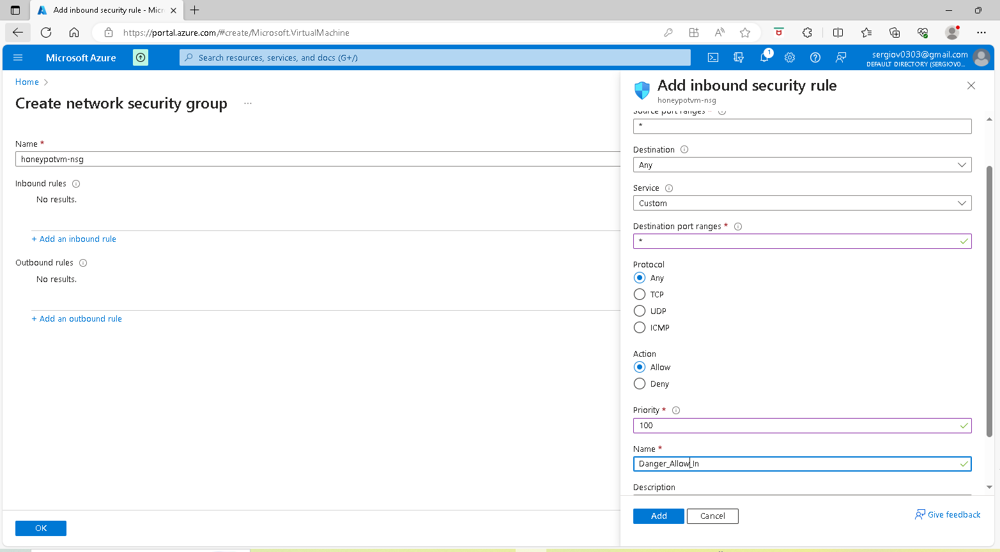 Add inbound security rule - Micr
https://portal.azure.com/#create/Microsoft.VirtualMachine
Microsoft Azure
Search resources, services, and docs (G+/)
1
sergiov0303@gmail.com
DEFAULT DIRECTORY (SERGIOV0...
Home
Create network security group
...
Name *
honeypotvm-nsg
Inbound rules
No results.
+ Add an inbound rule
Outbound rules
No results.
+ Add an outbound rule
OK
Add inbound security rule
honeypotvm-nsg
Source port ranges *
*
Destination
Any
Service
Custom
Destination port ranges *
*
Protocol
Any
TCP
UDP
ICMP
Action
Allow
Deny
Priority *
100
Name *
Danger_Allow_In
Description
Add
Cancel
Give feedback